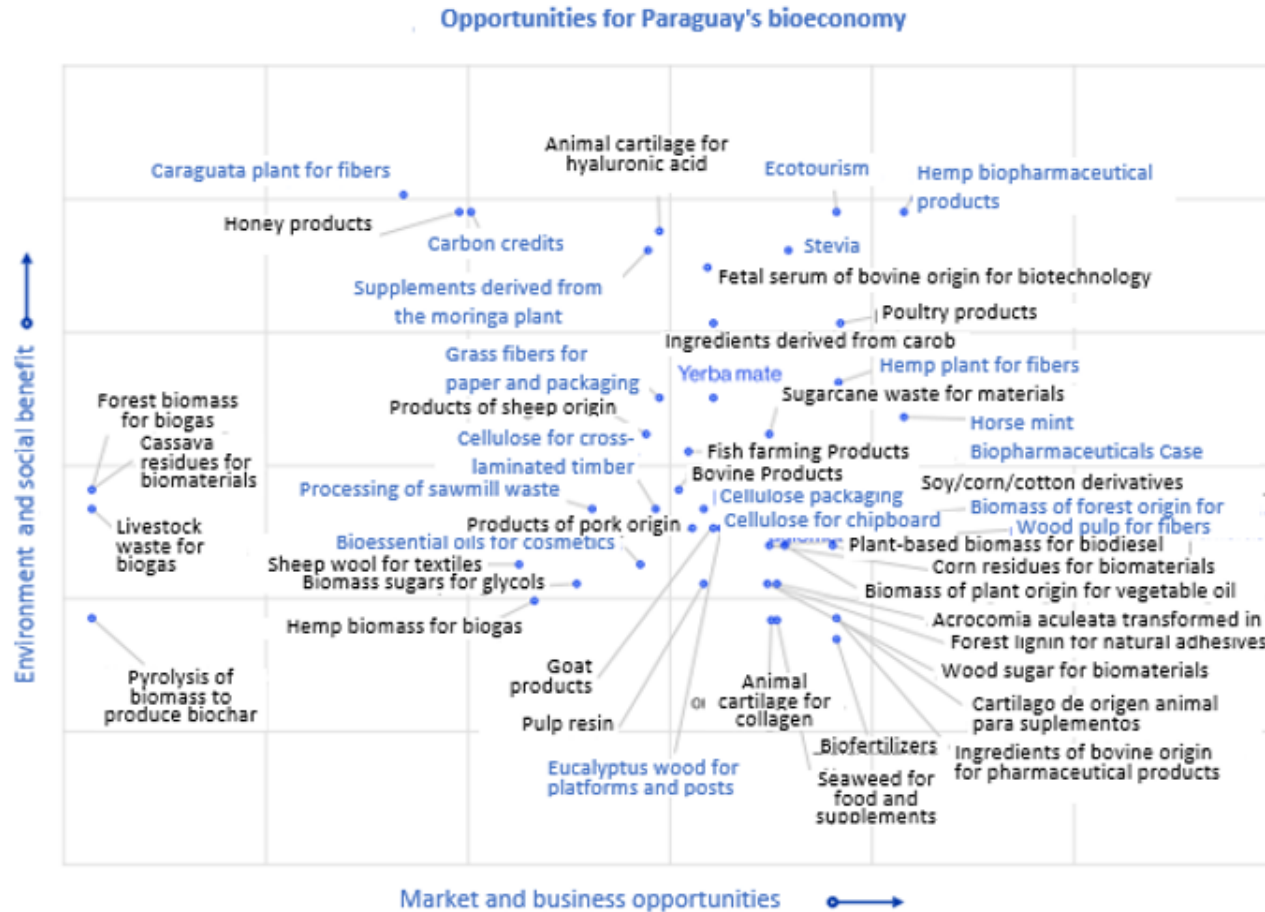 Opportunities for Paraguay's bioeconomy
Animal cartilage for
hyaluronic acid
Caraguata plant for fibers
Ecotourism
Hemp biopharmaceutical
products
Honey products
Carbon credits
Stevia
Supplements derived from
the moringa plant
Fetal serum of bovine origin for biotechnology
Poultry products
Ingredients derived from carob
Grass fibers for
paper and packaging
Yerba mate
Hemp plant for fibers
Sugarcane waste for materials
Products of sheep origin
Forest biomass
for biogas
Cassava
residues for
biomaterials
Horse mint
Biopharmaceuticals Case
Cellulose for cross-
laminated timber
Fish farming Products
Bovine Products
Soy/corn/cotton derivatives
Processing of sawmill waste
Cellulose packaging
Biomass of forest origin for
Products of pork origin
Cellulose for chipboard
Wood pulp for fibers
Livestock
waste for
biogas
Bioessential oils for cosmetics
Plant-based biomass for biodiesel
Sheep wool for textiles
Corn residues for biomaterials
Biomass sugars for glycols
Biomass of plant origin for vegetable oil
Hemp biomass for biogas
Acrocomia aculeata transformed in
Forest lignin for natural adhesives
Goat
products
Wood sugar for biomaterials
Pyrolysis of
biomass to
produce biochar
Animal
cartilage for
collagen
Cartilago de origen animal
para suplementos
Pulp resin
Biofertilizers
Ingredients of bovine origin
for pharmaceutical products
Eucalyptus wood for
platforms and posts
Seaweed for
food and
supplements
Environment and social benefit
Market and business opportunities